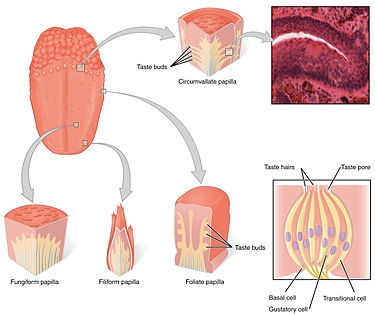 Taste buds
Circumvallate papilla
Taste hairs
Taste pore
Taste buds
Fungiform papilla
Filiform papilla
Foliate papilla
Basal cell
Transitional cell
Gustatory cell